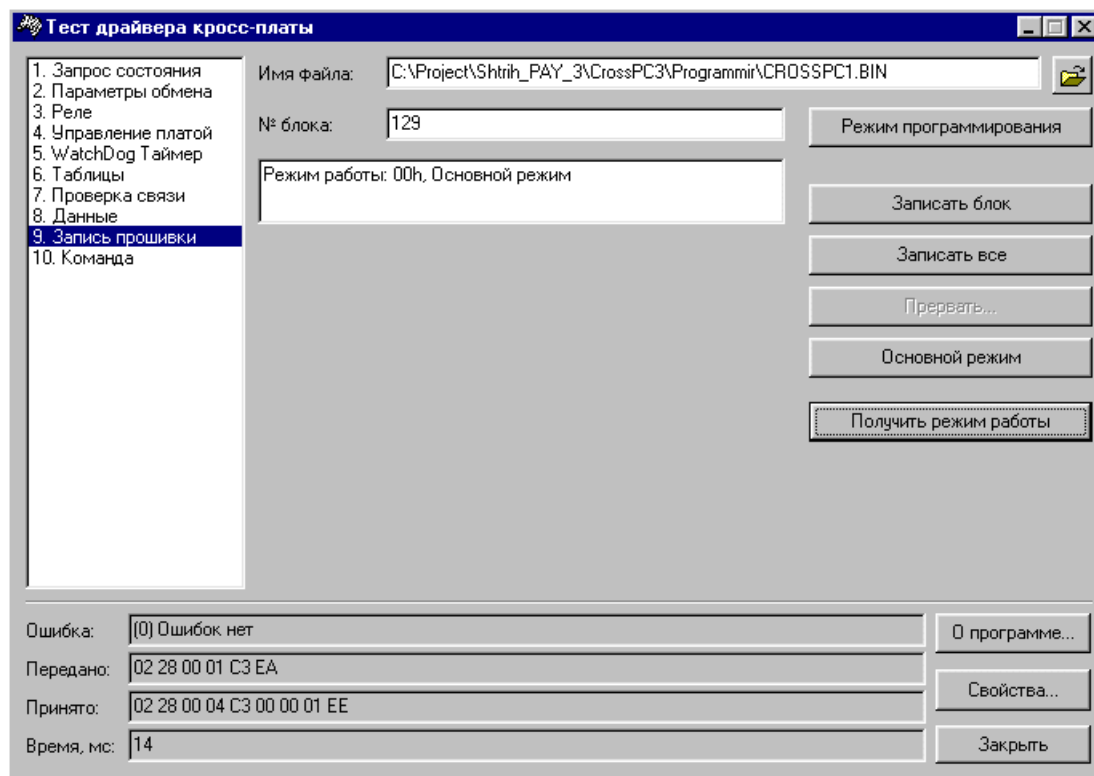 Тест драйвера кросс-платы
1. Запрос состояния
2. Параметры обмена
3. Реле
4. Управление платой
5. WatchDog Таймер
6. Таблицы
7. Проверка связи
8. Данные
9. Запись прошивки
10. Команда
Имя файла: C:\Project\Shtrih_PAY_3\CrossPC3\Programmir\CROSSPC1.BIN
№ блока: 129
Режим программирования
Режим работы: 00h, Основной режим
Записать блок
Записать все
Прервать...
Основной режим
Получить режим работы
Ошибка: (0) Ошибок нет
О программе...
Передано: 02 28 00 01 C3 EA
Свойства...
Принято: 02 28 00 04 C3 00 00 01 EE
Время, мс: 14
Закрыть